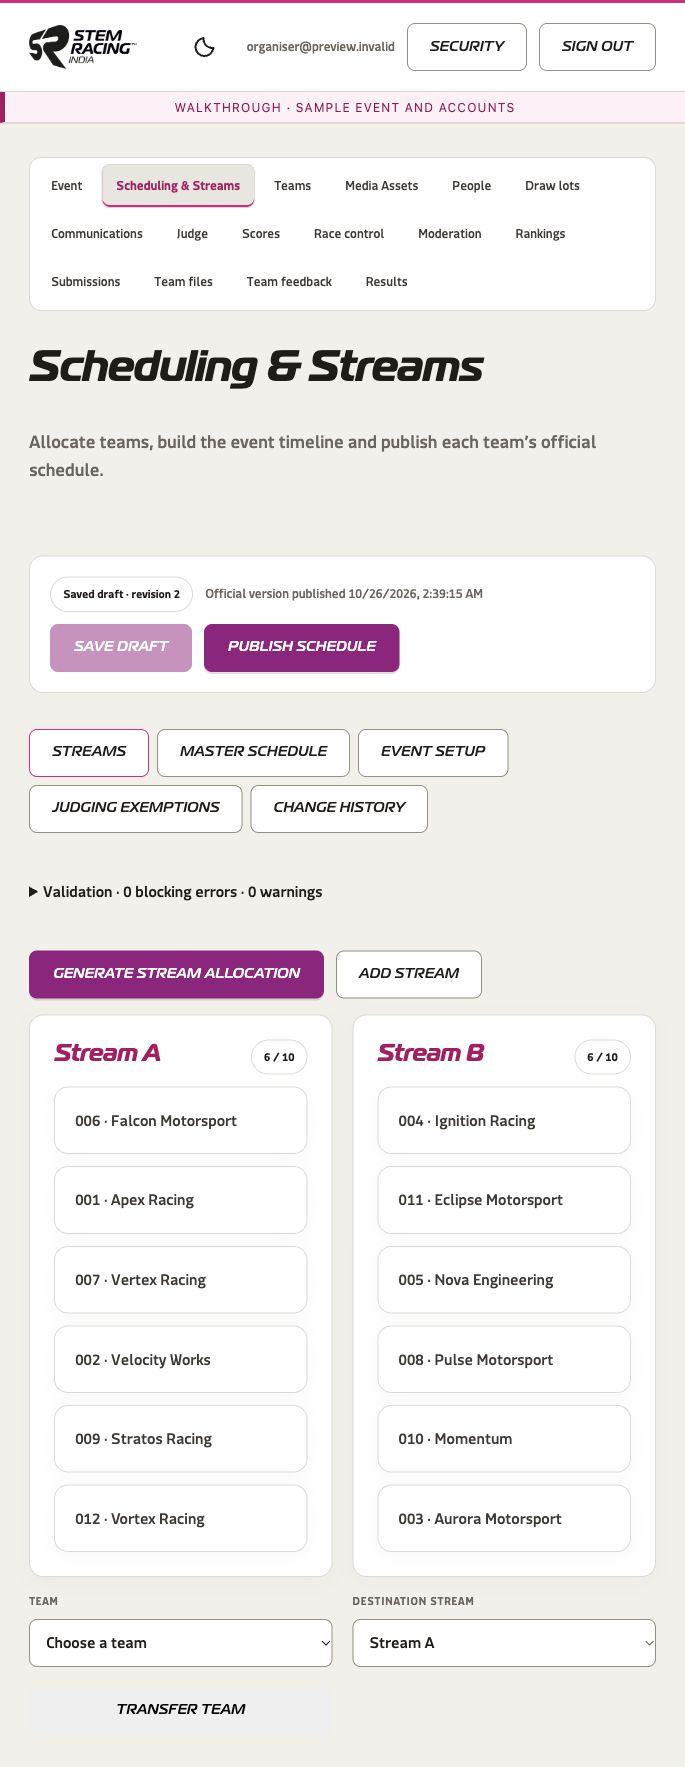 STEM
RACING™
INDIA
organiser@preview.invalid
SECURITY
SIGN OUT
WALKTHROUGH · SAMPLE EVENT AND ACCOUNTS
Event
Scheduling & Streams
Teams
Media Assets
People
Draw lots
Communications
Judge
Scores
Race control
Moderation
Rankings
Submissions
Team files
Team feedback
Results
Scheduling & Streams
Allocate teams, build the event timeline and publish each team’s official
schedule.
Saved draft · revision 2
Official version published 10/26/2026, 2:39:15 AM
SAVE DRAFT
PUBLISH SCHEDULE
STREAMS
MASTER SCHEDULE
EVENT SETUP
JUDGING EXEMPTIONS
CHANGE HISTORY
Validation · 0 blocking errors · 0 warnings
GENERATE STREAM ALLOCATION
ADD STREAM
Stream A
6 / 10
006 · Falcon Motorsport
001 · Apex Racing
007 · Vertex Racing
002 · Velocity Works
009 · Stratos Racing
012 · Vortex Racing
Stream B
6 / 10
004 · Ignition Racing
011 · Eclipse Motorsport
005 · Nova Engineering
008 · Pulse Motorsport
010 · Momentum
003 · Aurora Motorsport
TEAM
Choose a team
DESTINATION STREAM
Stream A
TRANSFER TEAM